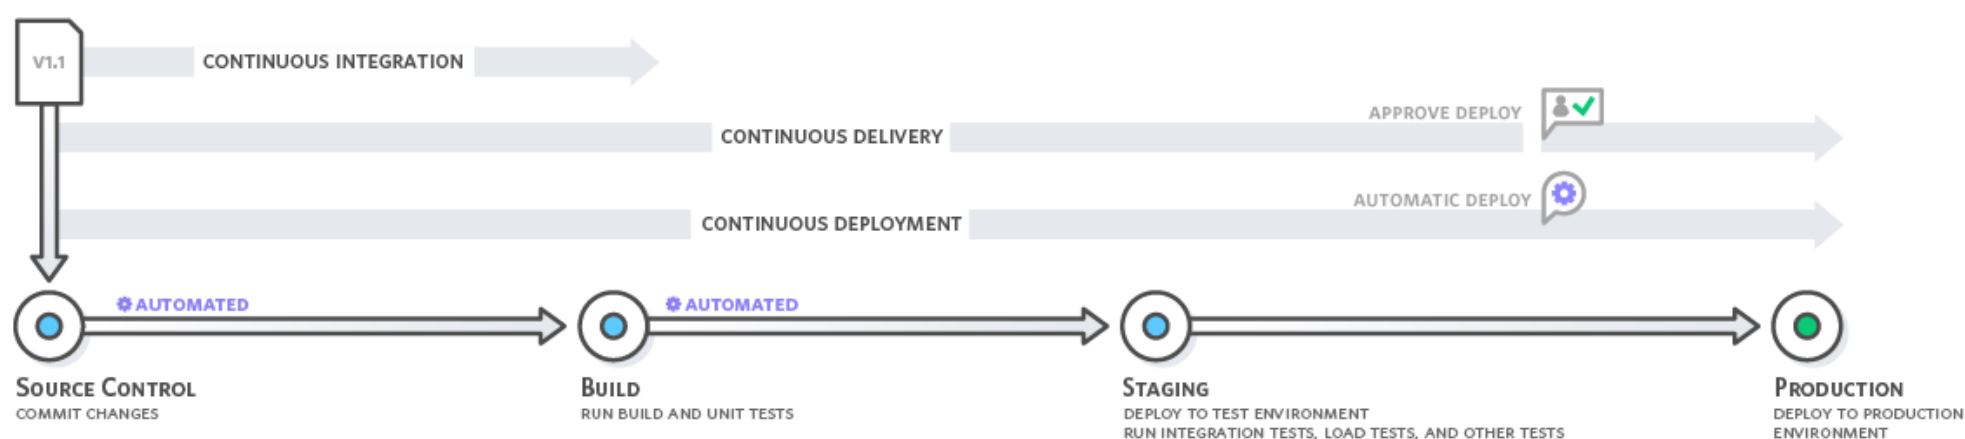 V1.1
CONTINUOUS INTEGRATION
APPROVE DEPLOY
CONTINUOUS DELIVERY
AUTOMATIC DEPLOY
CONTINUOUS DEPLOYMENT
AUTOMATED
AUTOMATED
SOURCE CONTROL
COMMIT CHANGES
BUILD
RUN BUILD AND UNIT TESTS
STAGING
DEPLOY TO TEST ENVIRONMENT
RUN INTEGRATION TESTS, LOAD TESTS, AND OTHER TESTS
PRODUCTION
DEPLOY TO PRODUCTION
ENVIRONMENT